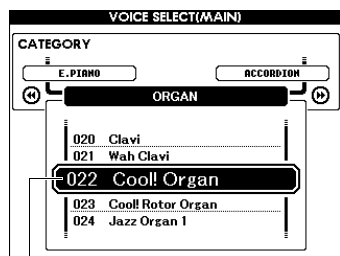 VOICE SELECT(MAIN)
CATEGORY
E.PIANO
ACCORDION
ORGAN
020 Clavi
021 Wah Clavi
022 Cool! Organ
023 Cool! Rotor Organ
024 Jazz Organ 1